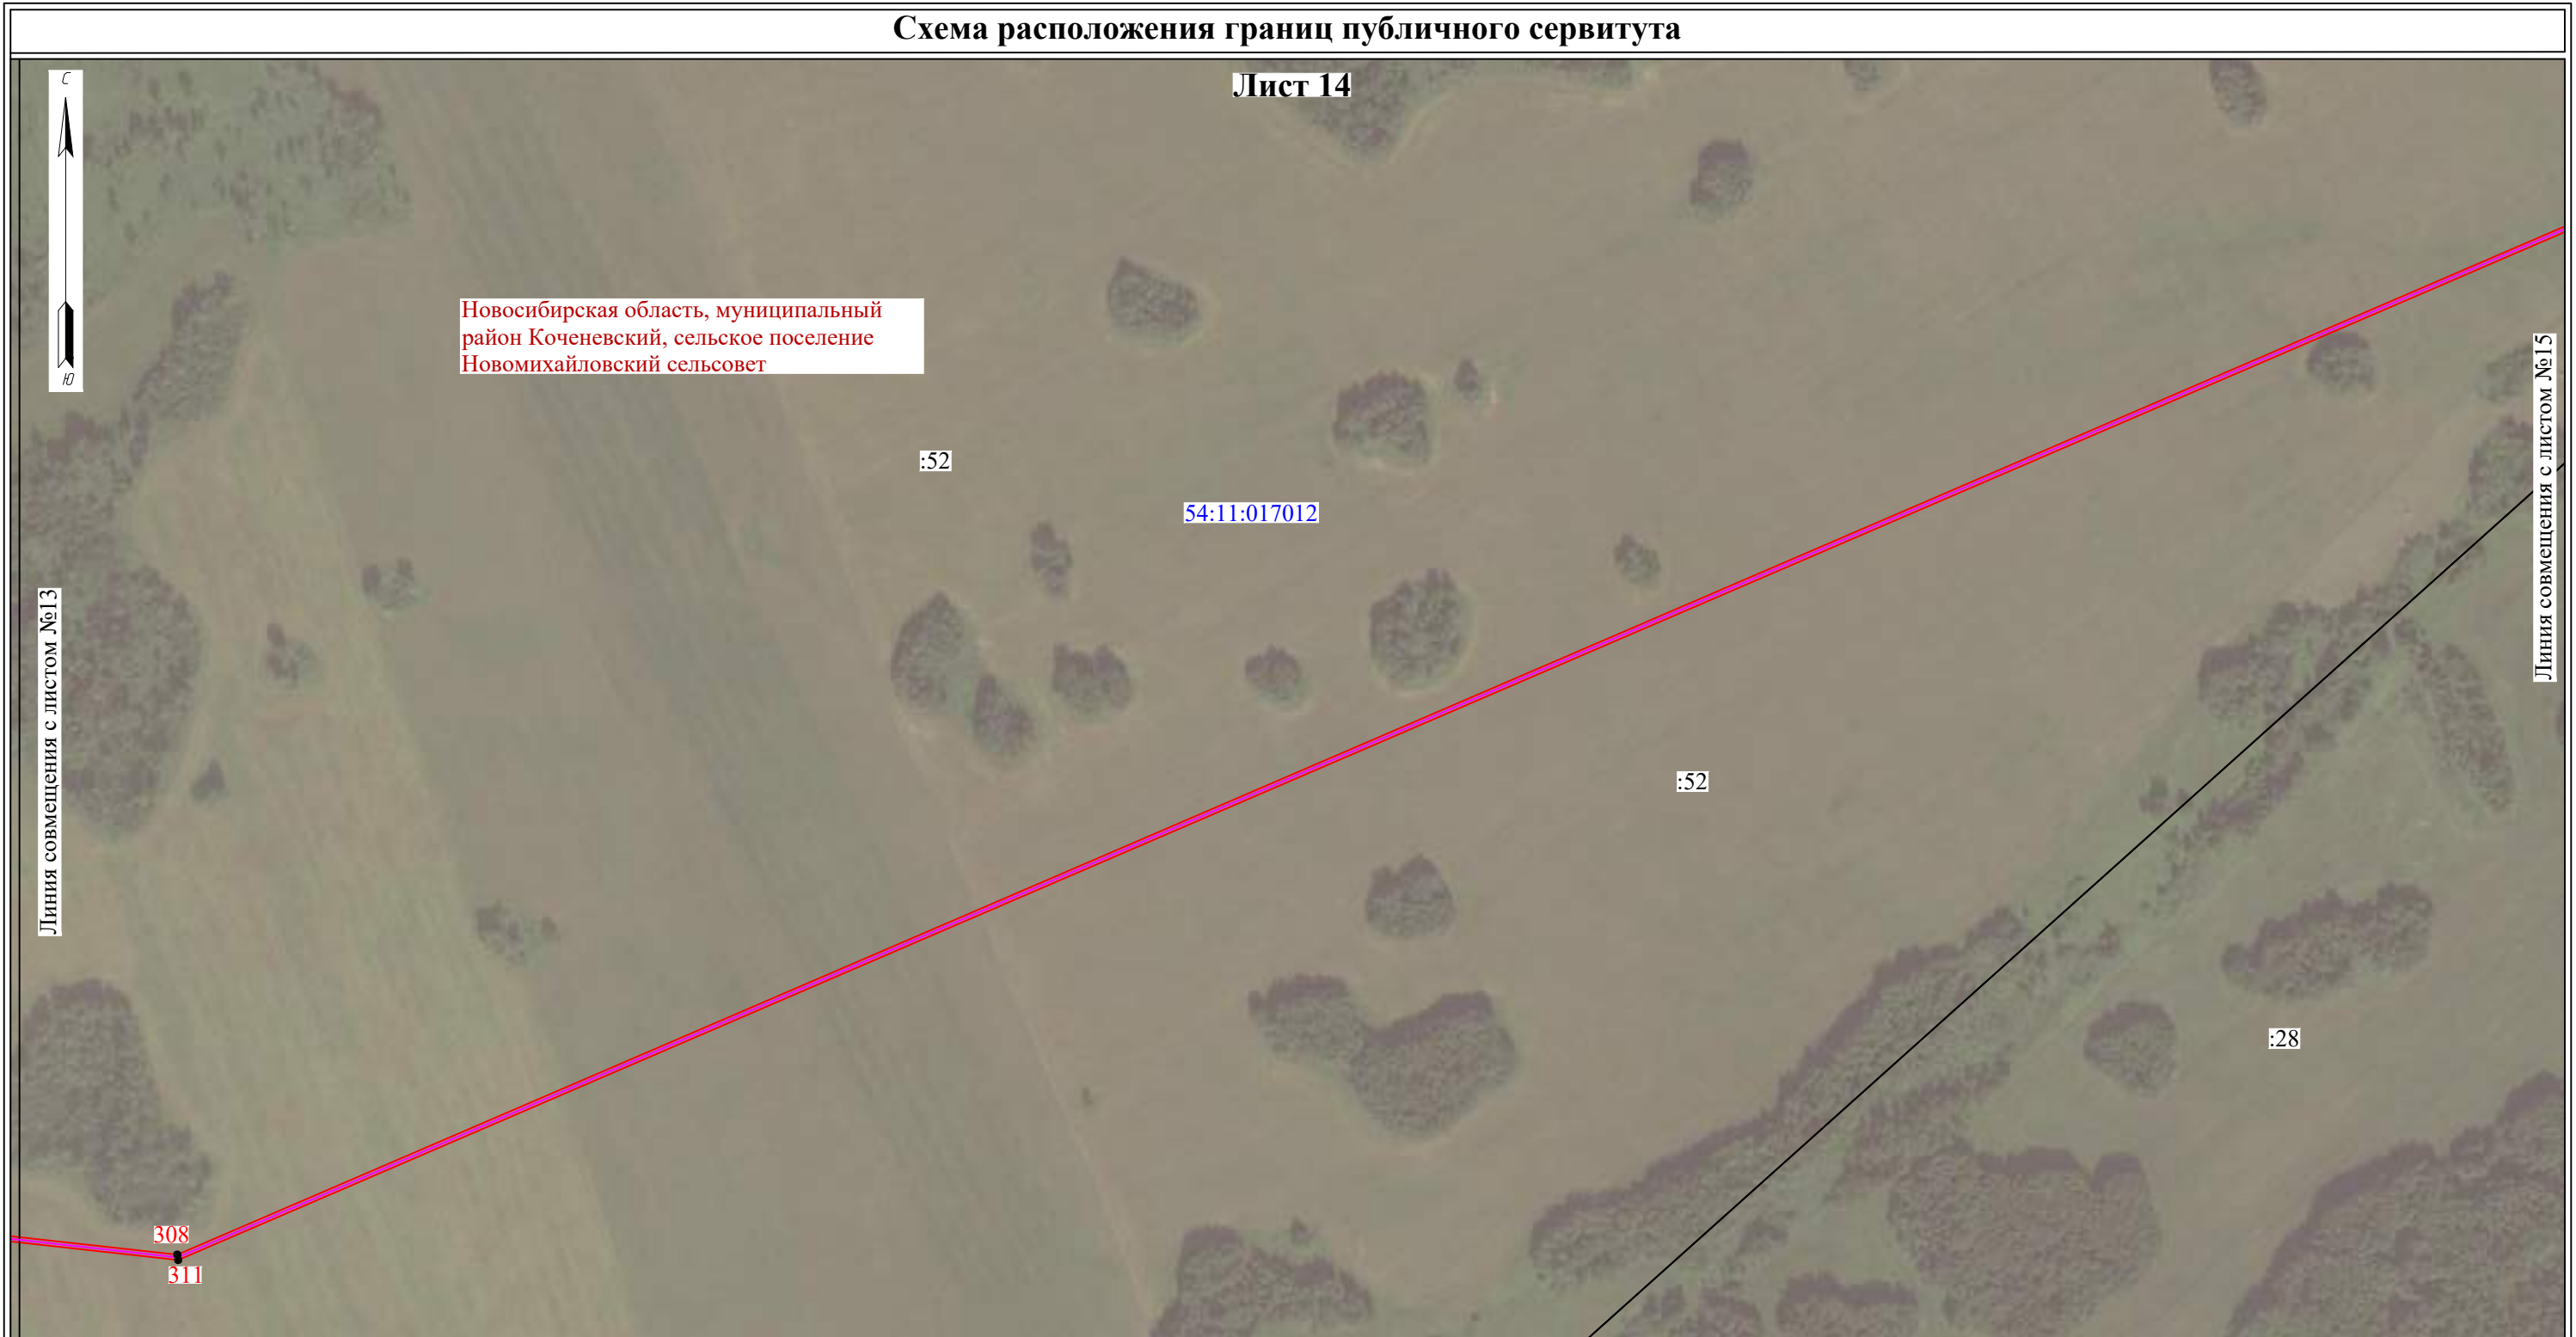 Схема расположения границ публичного сервитута
Лист 14
С
Ю
Новосибирская область, муниципальный
район Коченевский, сельское поселение
Новомихайловский сельсовет
:52
54:11:017012
Линия совмещения с листом №15
Линия совмещения с листом №13
:52
:28
308
311